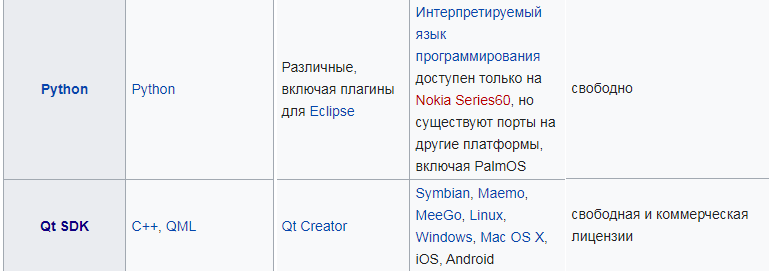 Python
Python
Различные,
включая плагины
для Eclipse
Интерпретируемый
язык
программирования
доступен только на
Nokia Series60, но
существуют порты на
другие платформы,
включая PalmOS
свободно
Qt SDK
C++, QML
Qt Creator
Symbian, Maemo,
MeeGo, Linux,
Windows, Mac OS X,
iOS, Android
свободная и коммерческая
лицензии